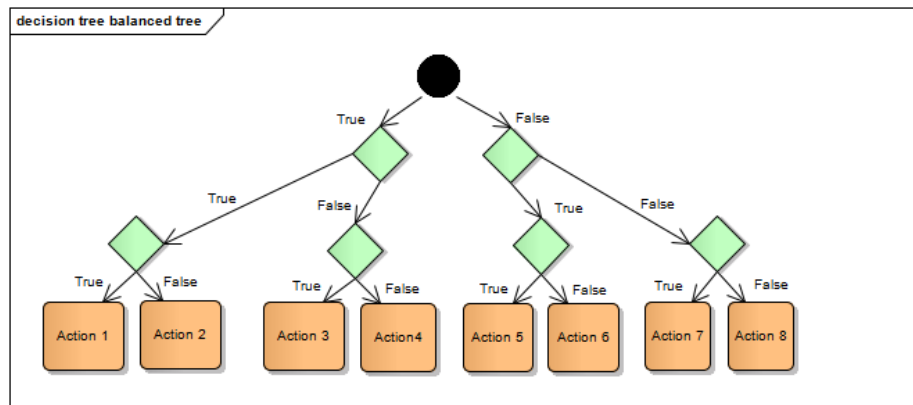 decision tree balanced tree
True
False
True
False
True
False
True
False
True
False
True
False
True
False
Action 1
Action 2
Action 3
Action4
Action 5
Action 6
Action 7
Action 8